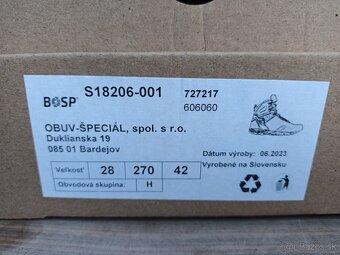 BOSP
S18206-001
727217
606060
OBUV-ŠPECIÁL, spol. s r.o.
Duklianska 19
085 01 Bardejov
Dátum výroby: 06.2023
Vyrobené na Slovensku
Veľkosť 28 270 42
Obvodová skupina: H